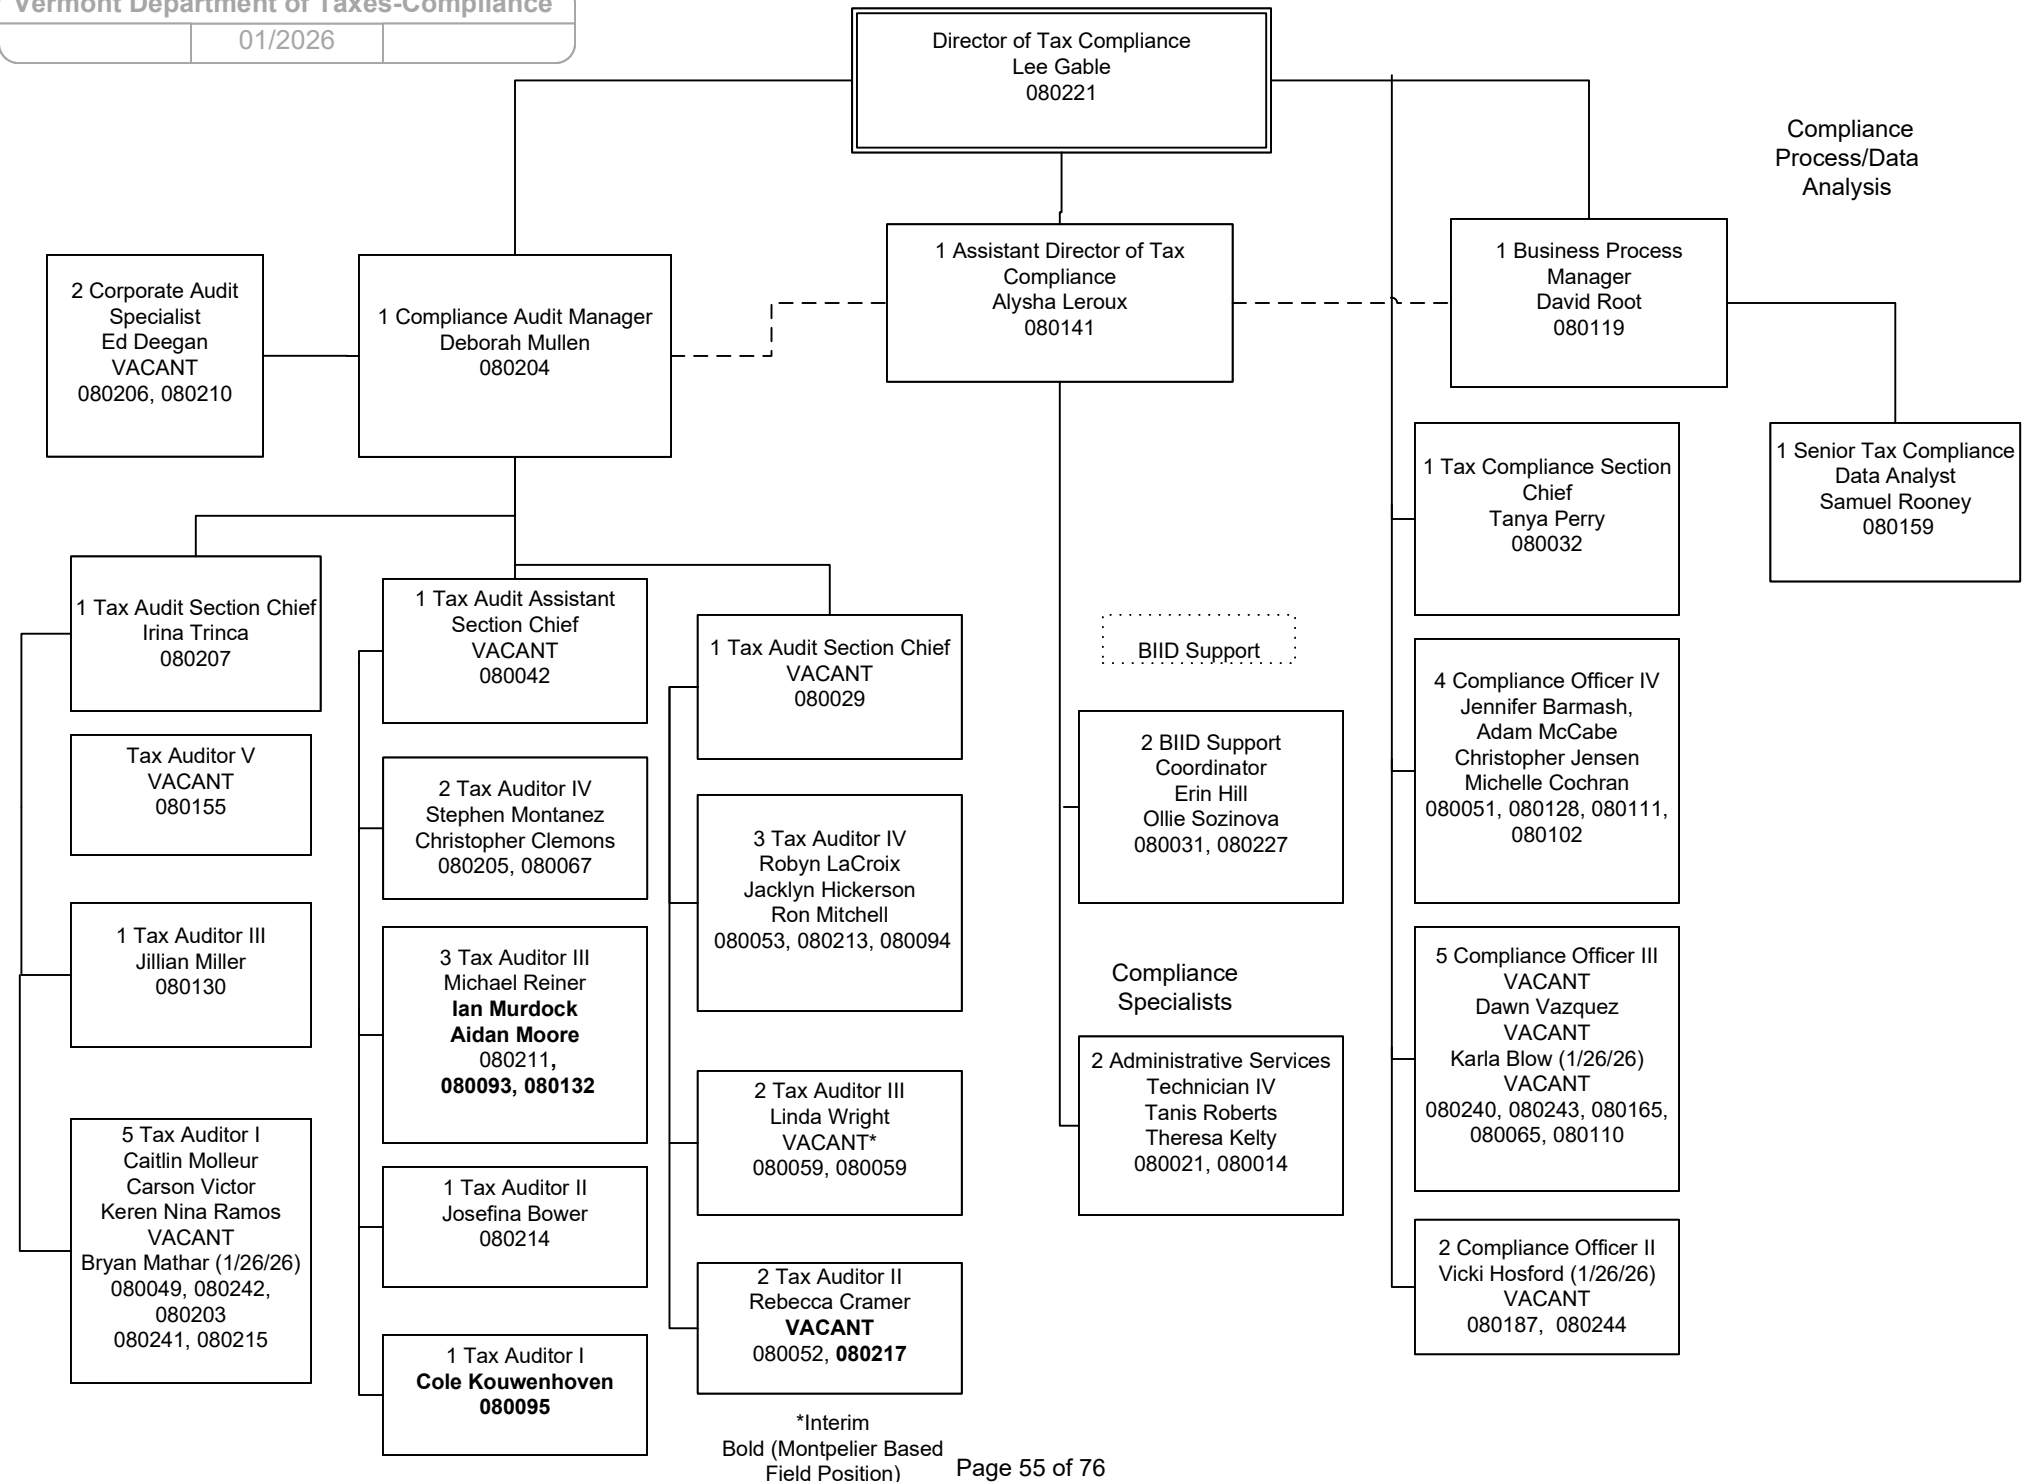 Vermont Department of Taxes-Compliance
01/2026
Director of Tax Compliance
Lee Gable
080221
Compliance
Process/Data
Analysis
2 Corporate Audit
Specialist
Ed Deegan
VACANT
080206, 080210
1 Compliance Audit Manager
Deborah Mullen
080204
1 Assistant Director of Tax
Compliance
Alysha Leroux
080141
1 Business Process
Manager
David Root
080119
1 Tax Compliance Section
Chief
Tanya Perry
080032
1 Senior Tax Compliance
Data Analyst
Samuel Rooney
080159
1 Tax Audit Section Chief
Irina Trinca
080207
Tax Auditor V
VACANT
080155
1 Tax Auditor III
Jillian Miller
080130
5 Tax Auditor I
Caitlin Molleur
Carson Victor
Keren Nina Ramos
VACANT
Bryan Mathar (1/26/26)
080049, 080242,
080203
080241, 080215
1 Tax Audit Assistant
Section Chief
VACANT
080042
2 Tax Auditor IV
Stephen Montanez
Christopher Clemons
080205, 080067
3 Tax Auditor III
Michael Reiner
Ian Murdock
Aidan Moore
080211,
080093, 080132
1 Tax Auditor II
Josefina Bower
080214
1 Tax Auditor I
Cole Kouwenhoven
080095
1 Tax Audit Section Chief
VACANT
080029
3 Tax Auditor IV
Robyn LaCroix
Jacklyn Hickerson
Ron Mitchell
080053, 080213, 080094
2 Tax Auditor III
Linda Wright
VACANT*
080059, 080059
2 Tax Auditor II
Rebecca Cramer
VACANT
080052, 080217
*Interim
Bold (Montpelier Based
Field Position)
BIID Support
2 BIID Support
Coordinator
Erin Hill
Ollie Sozinova
080031, 080227
Compliance
Specialists
2 Administrative Services
Technician IV
Tanis Roberts
Theresa Kelty
080021, 080014
4 Compliance Officer IV
Jennifer Barmash,
Adam McCabe
Christopher Jensen
Michelle Cochran
080051, 080128, 080111,
080102
5 Compliance Officer III
VACANT
Dawn Vazquez
VACANT
Karla Blow (1/26/26)
VACANT
080240, 080243, 080165,
080065, 080110
2 Compliance Officer II
Vicki Hosford (1/26/26)
VACANT
080187, 080244
Page 55 of 76